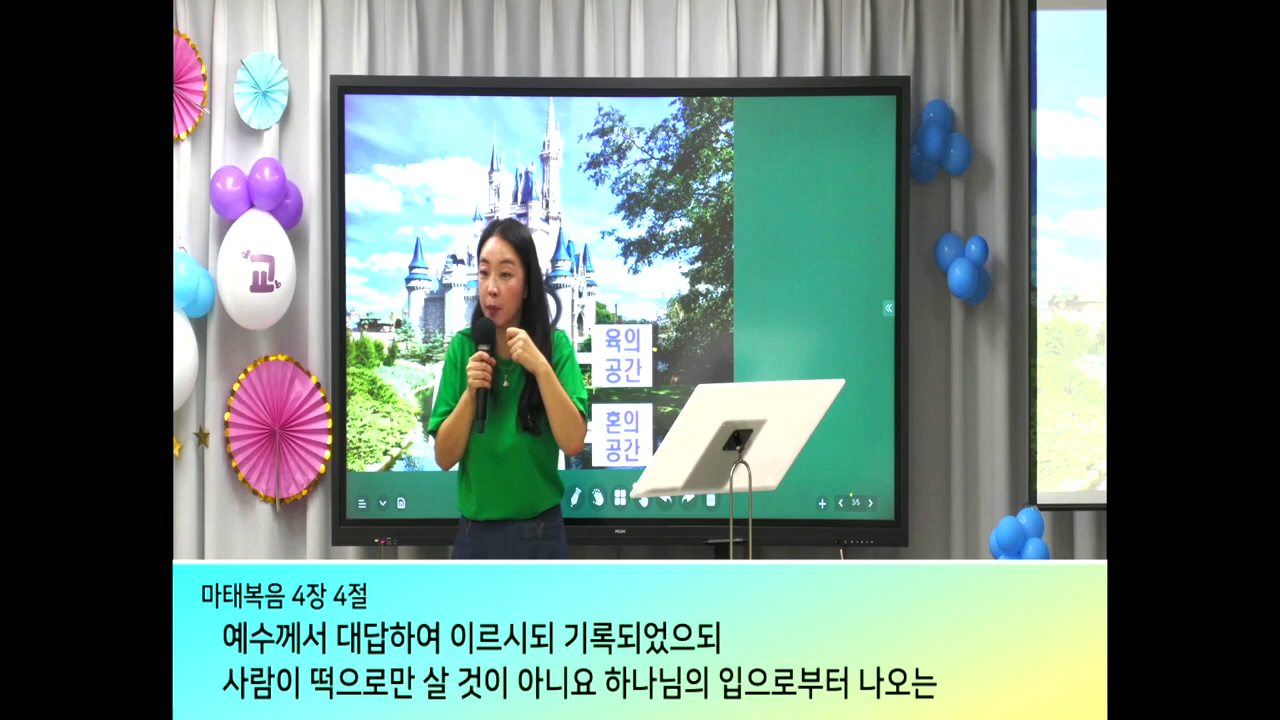 교
육의
공간
혼의
공간
3/5
마태복음 4장 4절
예수께서 대답하여 이르시되 기록되었으되
사람이 떡으로만 살 것이 아니요 하나님의 입으로부터 나오는